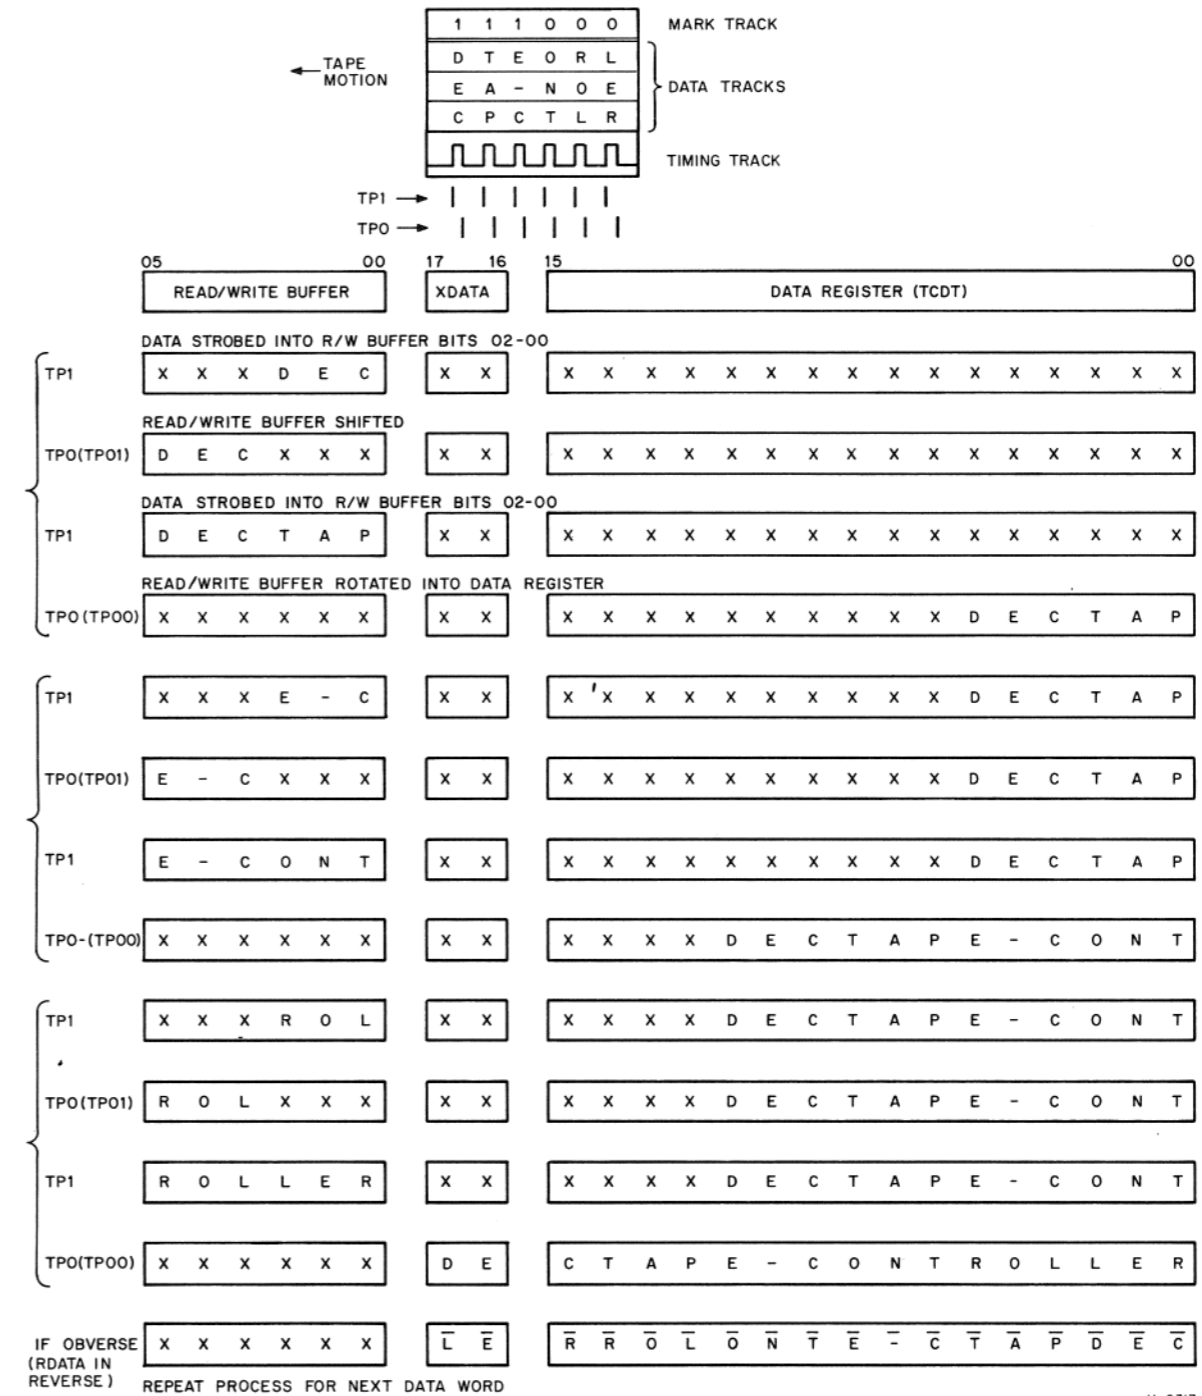 1 1 1 0 0 0 MARK TRACK
D T E O R L
TAPE MOTION
E A - N O E DATA TRACKS
C P C T L R
TIMING TRACK
TP1
TP0
05 00 17 16 15 00
READ/WRITE BUFFER XDATA DATA REGISTER (TCDT)
DATA STROBED INTO R/W BUFFER BITS 02-00
TP1 X X X D E C X X X X X X X X X X X X X X X X X X
READ/WRITE BUFFER SHIFTED
TP0(TP01) D E C X X X X X X X X X X X X X X X X X X X X X
DATA STROBED INTO R/W BUFFER BITS 02-00
TP1 D E C T A P X X X X X X X X X X X X X X X X X X
READ/WRITE BUFFER ROTATED INTO DATA REGISTER
TP0(TP00) X X X X X X X X X X X X X X X X X X D E C T A P
TP1 X X X E - C X X X X X X X X X X X X D E C T A P
TP0(TP01) E - C X X X X X X X X X X X X X X X D E C T A P
TP1 E - C O N T X X X X X X X X X X X X D E C T A P
TP0-(TP00) X X X X X X X X X X X X D E C T A P E - C O N T
TP1 X X X R O L X X X X X X D E C T A P E - C O N T
TP0(TP01) R O L X X X X X X X X X D E C T A P E - C O N T
TP1 R O L L E R X X X X X X D E C T A P E - C O N T
TP0(TP00) X X X X X X D E C T A P E - C O N T R O L L E R
IF OBVERSE (RDATA IN REVERSE) X X X X X X L̅ E̅ R̅ R̅ O̅ L̅ O̅ N̅ T̅ E̅ -̅ C̅ T̅ A̅ P̅ D̅ E̅ C̅
REPEAT PROCESS FOR NEXT DATA WORD